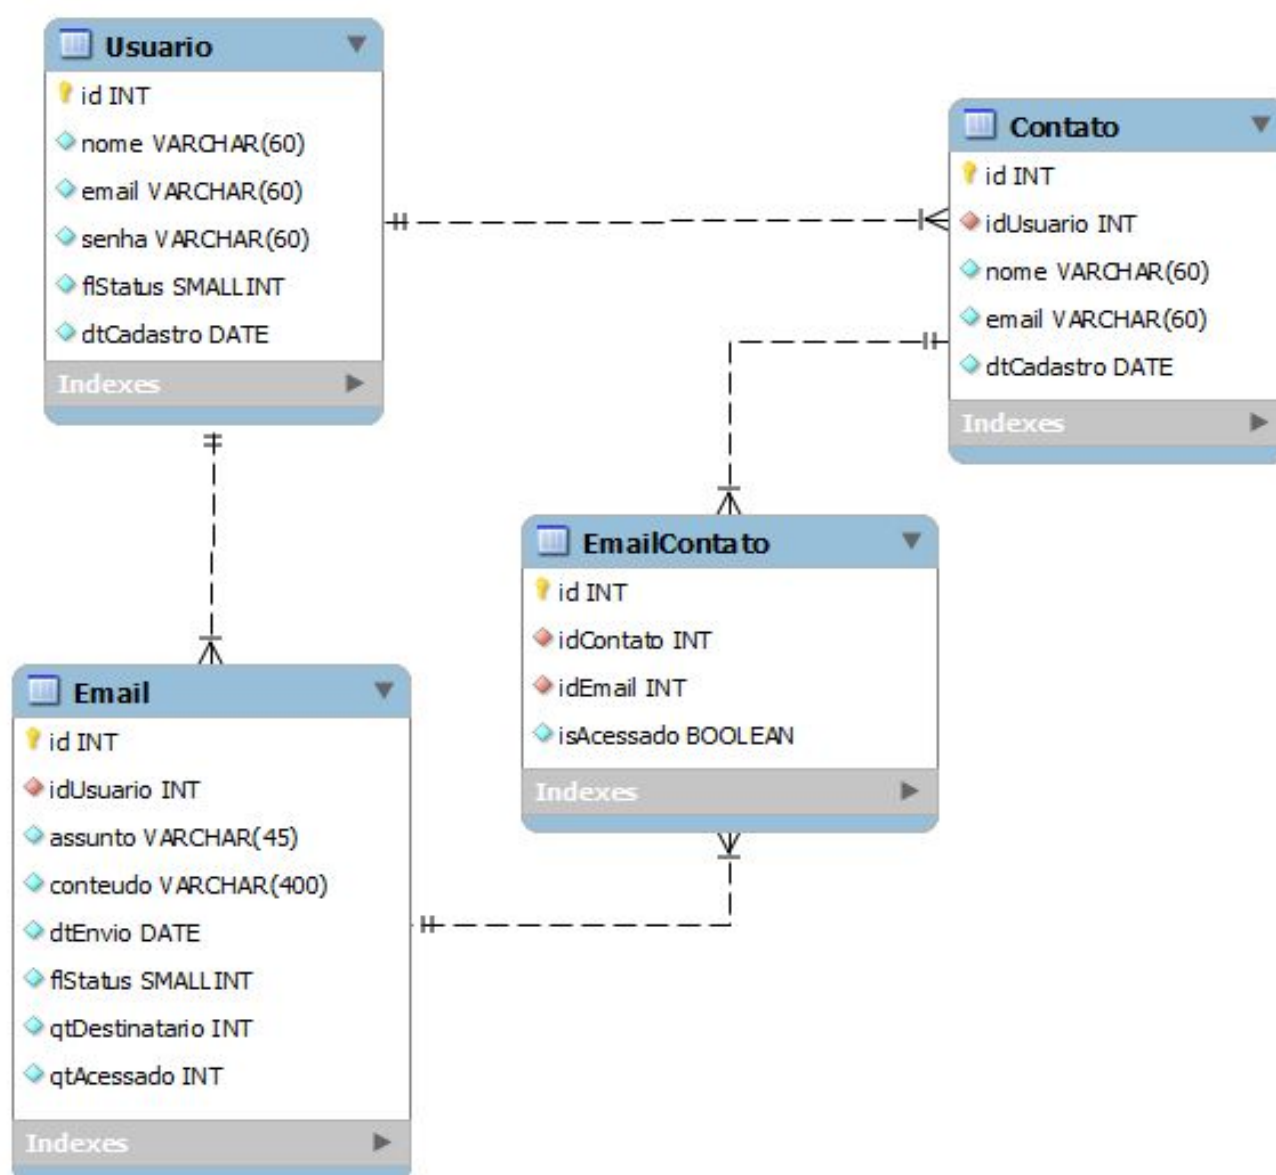 Usuario
id INT
nome VARCHAR(60)
email VARCHAR(60)
senha VARCHAR(60)
flStatus SMALLINT
dtCadastro DATE
Indexes
Contato
id INT
idUsuario INT
nome VARCHAR(60)
email VARCHAR(60)
dtCadastro DATE
Indexes
EmailContato
id INT
idContato INT
idEmail INT
isAcessado BOOLEAN
Indexes
Email
id INT
idUsuario INT
assunto VARCHAR(45)
conteudo VARCHAR(400)
dtEnvio DATE
flStatus SMALLINT
qtDestinatario INT
qtAcessado INT
Indexes